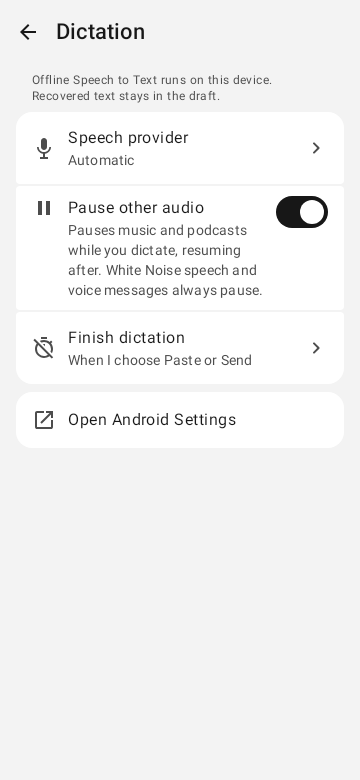 Dictation
Offline Speech to Text runs on this device.
Recovered text stays in the draft.
Speech provider
Automatic
Pause other audio
Pauses music and podcasts
while you dictate, resuming
after. White Noise speech and
voice messages always pause.
Finish dictation
When I choose Paste or Send
Open Android Settings